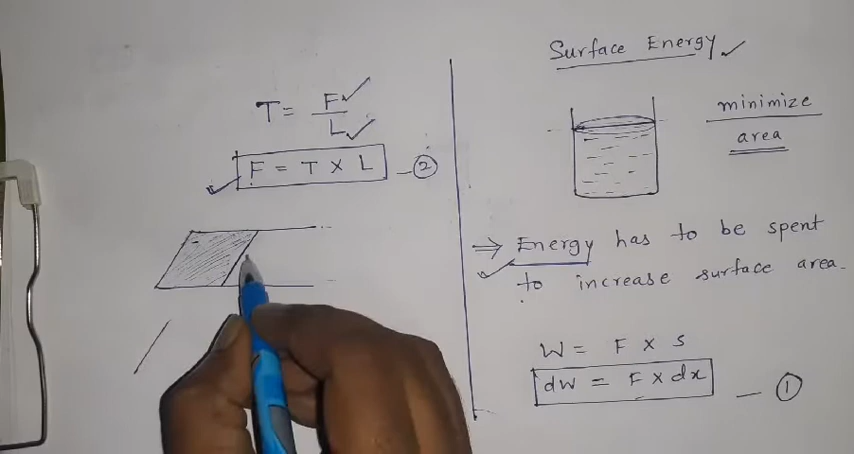 T = F/L
F = T × L — ②
Surface Energy
minimize
area
⇒ Energy has to be spent
to increase surface area.
W = F × s
dW = F × dx — ①